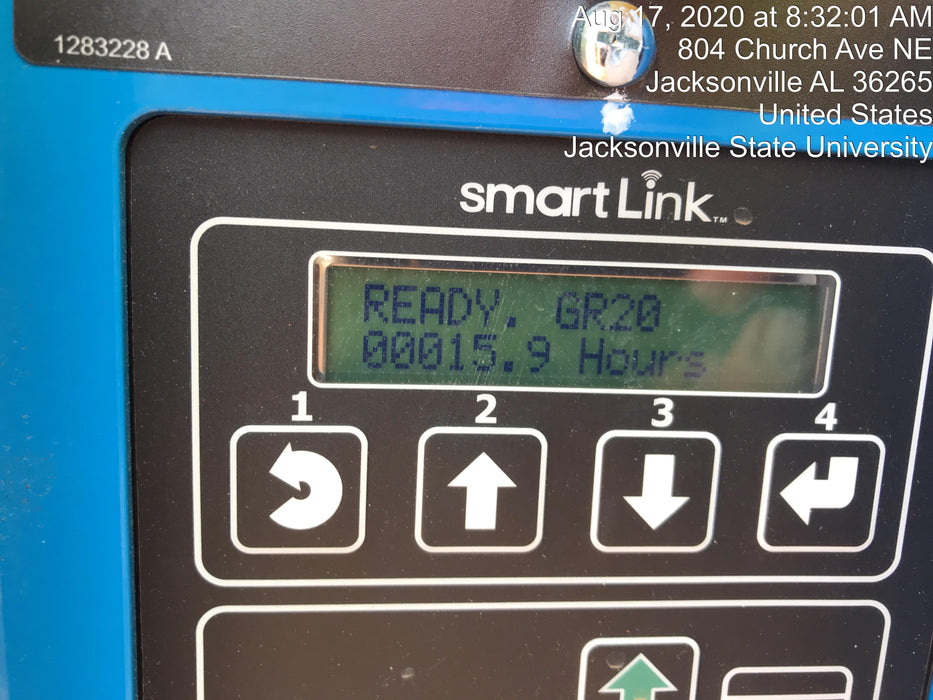 1283228 A
Aug 17, 2020 at 8:32:01 AM
804 Church Ave NE
Jacksonville AL 36265
United States
Jacksonville State University
smartLink™
READY. GR20
00015.9 Hours
1 2 3 4